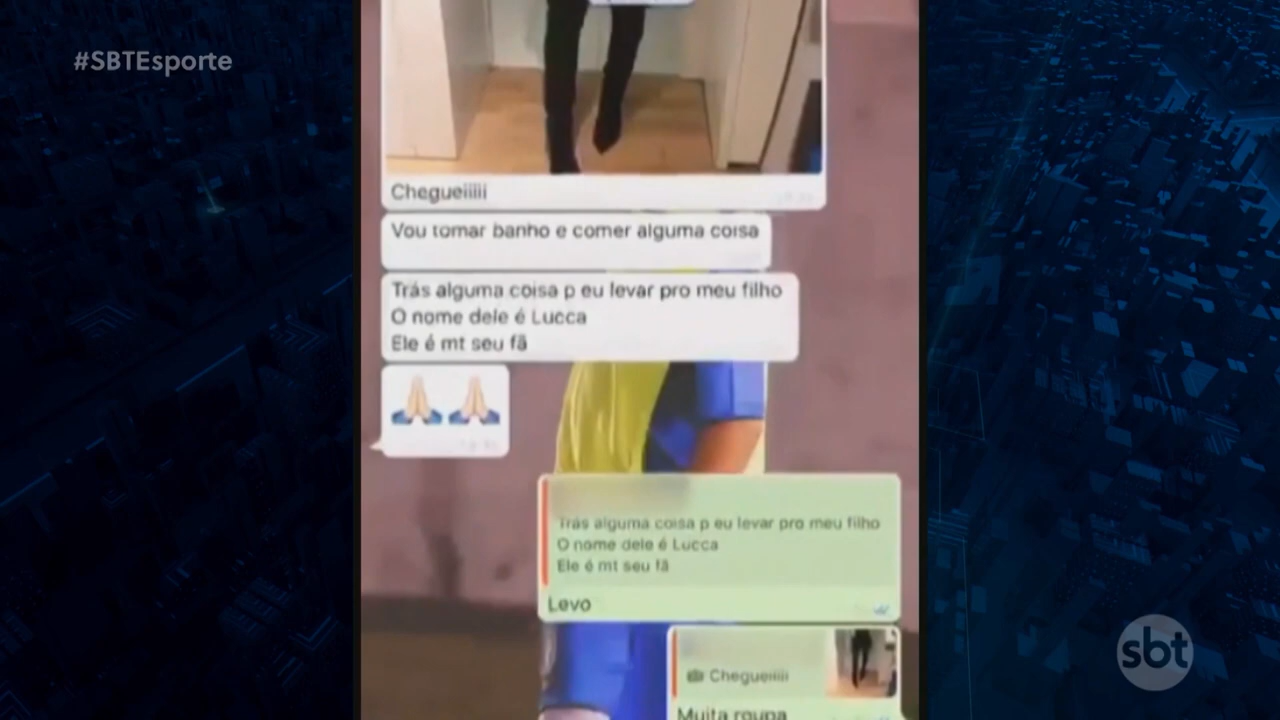 #SBTEsporte
Chegueiiiii
Vou tomar banho e comer alguma coisa
Trás alguma coisa p eu levar pro meu filho
O nome dele é Lucca
Ele é mt seu fã
Trás alguma coisa p eu levar pro meu filho
O nome dele é Lucca
Ele é mt seu fã
Levo
Chegueiiiii
Muita roupa
sbt